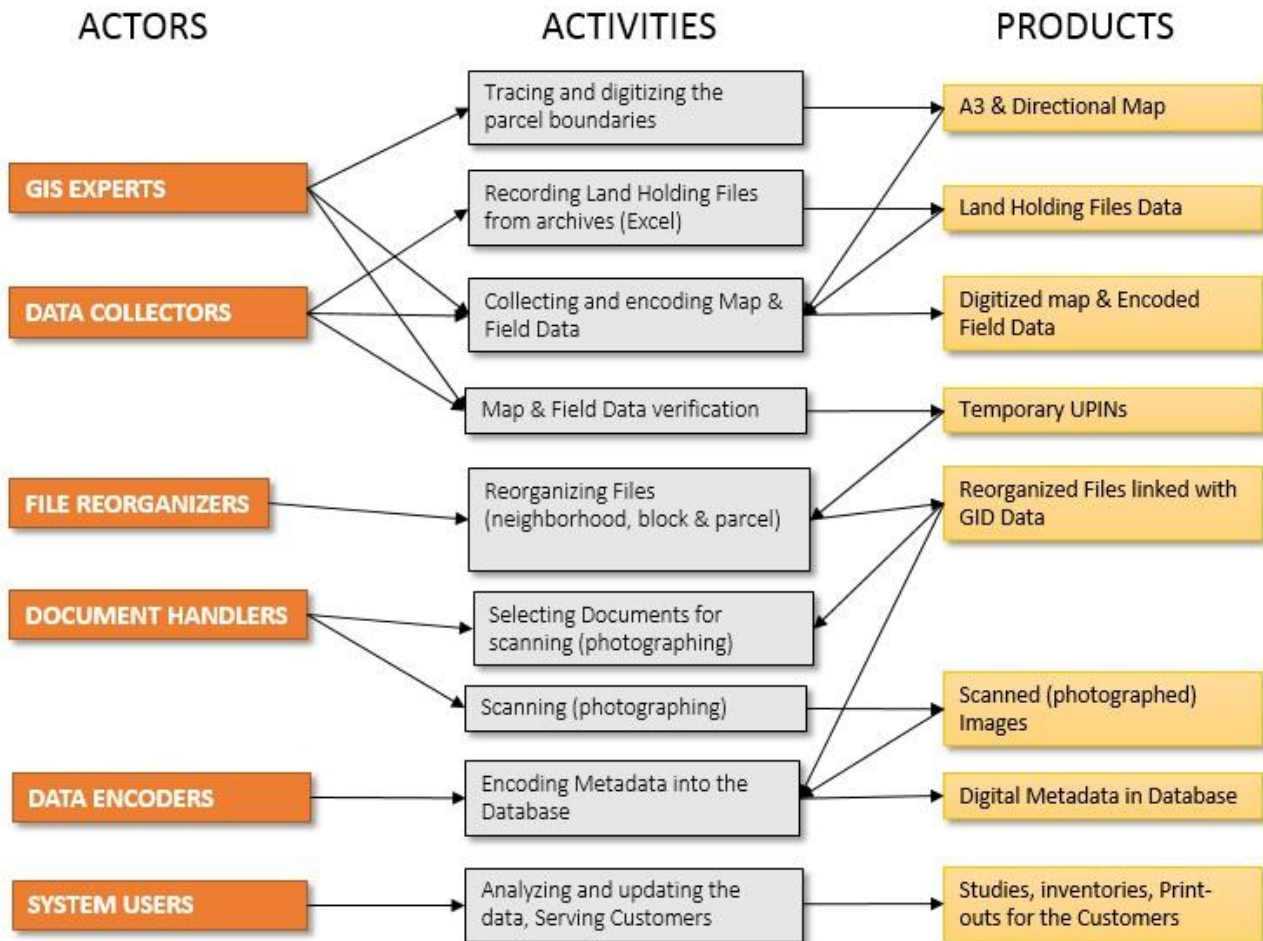 ACTORS
ACTIVITIES
PRODUCTS
GIS EXPERTS
DATA COLLECTORS
FILE REORGANIZERS
DOCUMENT HANDLERS
DATA ENCODERS
SYSTEM USERS
Tracing and digitizing the
parcel boundaries
Recording Land Holding Files
from archives (Excel)
Collecting and encoding Map &
Field Data
Map & Field Data verification
Reorganizing Files
(neighborhood, block & parcel)
Selecting Documents for
scanning (photographing)
Scanning (photographing)
Encoding Metadata into the
Database
Analyzing and updating the
data, Serving Customers
A3 & Directional Map
Land Holding Files Data
Digitized map & Encoded
Field Data
Temporary UPINs
Reorganized Files linked with
GID Data
Scanned (photographed)
Images
Digital Metadata in Database
Studies, inventories, Print-
outs for the Customers